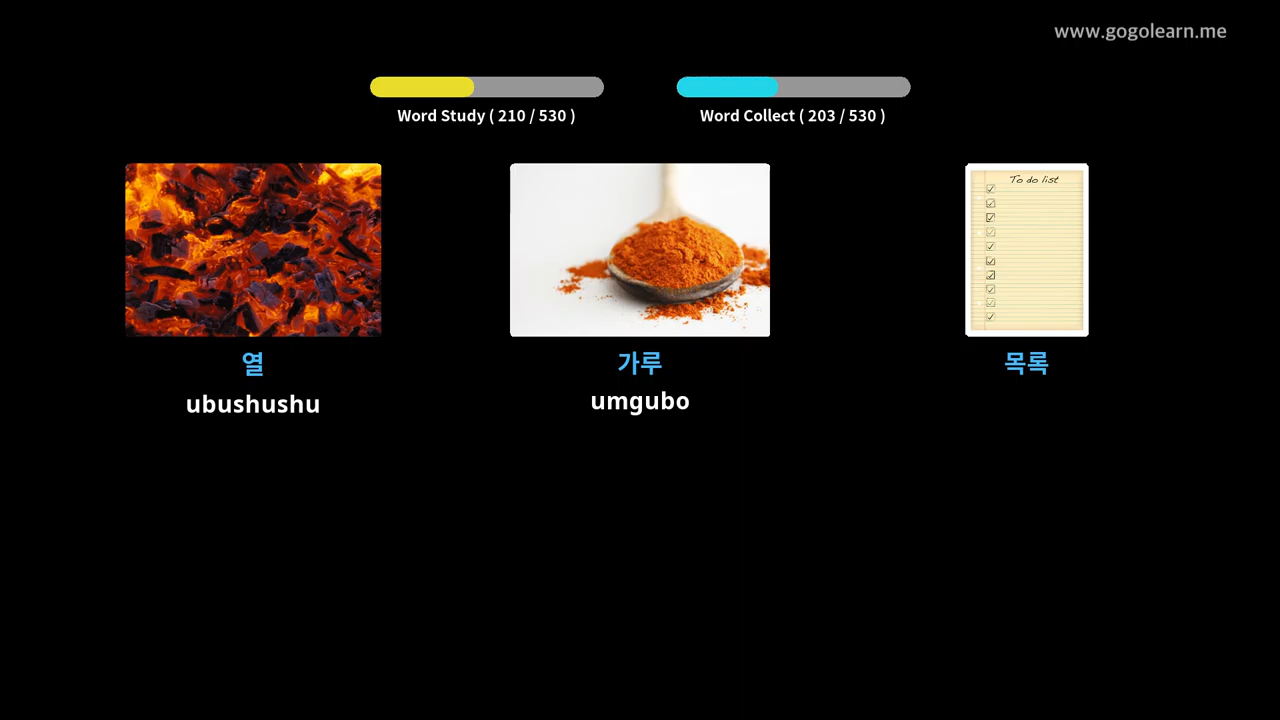 www.gogolearn.me
Word Study ( 210 / 530 )
Word Collect ( 203 / 530 )
To do list
열
가루
목록
ubushushu
umgubo